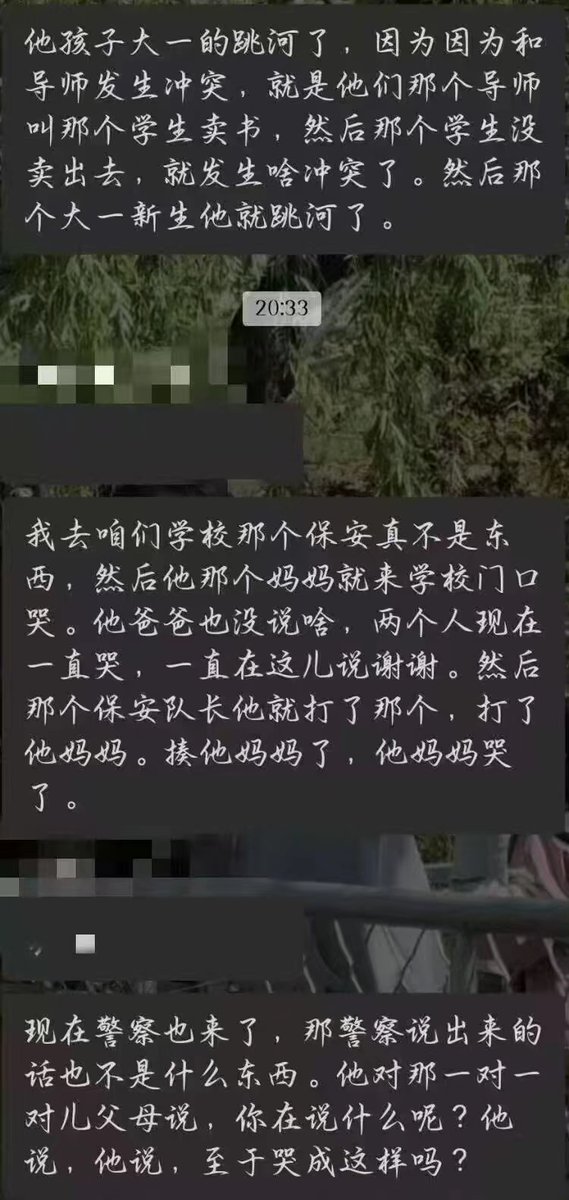 他孩子大一的跳河了，因为因为和
导师发生冲突，就是他们那个导师
叫那个学生卖书，然后那个学生没
卖出去，就发生啥冲突了。然后那
个大一新生他就跳河了。
20:33
我去咱们学校那个保安真不是东
西，然后他那个妈妈就来学校门口
哭。他爸爸也没说啥，两个人现在
一直哭，一直在这儿说谢谢。然后
那个保安队长他就打了那个，打了
他妈妈。揍他妈妈了，他妈妈哭
了。
现在警察也来了，那警察说出来的
话也不是什么东西。他对那一对一
对儿父母说，你在说什么呢？他
说，他说，至于哭成这样吗？